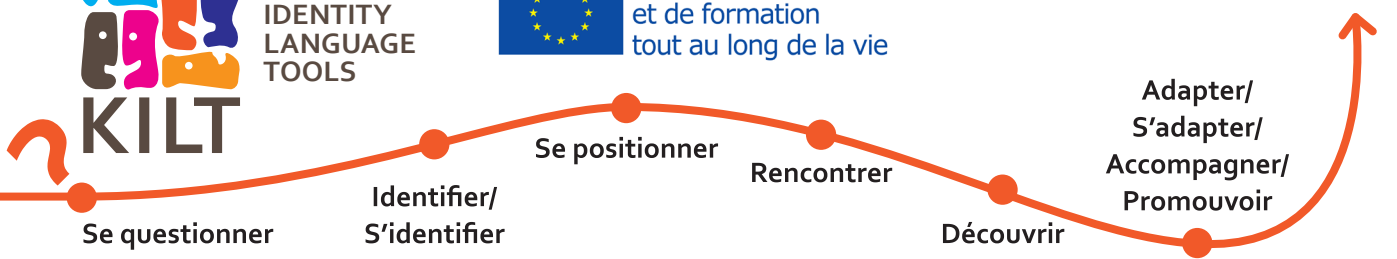 IDENTITY
LANGUAGE
TOOLS
KILT
et de formation
tout au long de la vie
Se questionner
Identifier/
S’identifier
Se positionner
Rencontrer
Découvrir
Adapter/
S’adapter/
Accompagner/
Promouvoir